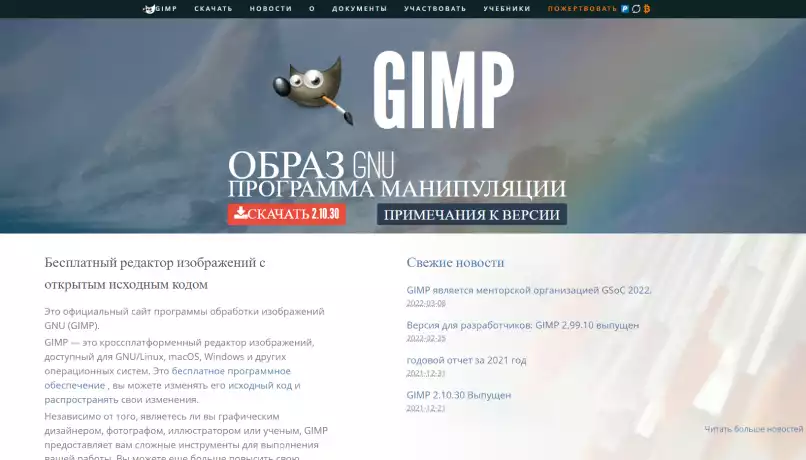 GIMP СКАЧАТЬ НОВОСТИ О ДОКУМЕНТЫ УЧАСТВОВАТЬ УЧЕБНИКИ ПОЖЕРТВОВАТЬ
GIMP
ОБРАЗ GNU
ПРОГРАММА МАНИПУЛЯЦИИ
СКАЧАТЬ 2.10.30 ПРИМЕЧАНИЯ К ВЕРСИИ
Бесплатный редактор изображений с
открытым исходным кодом
Это официальный сайт программы обработки изображений
GNU (GIMP).
GIMP — это кроссплатформенный редактор изображений,
доступный для GNU/Linux, macOS, Windows и других
операционных систем. Это бесплатное программное
обеспечение , вы можете изменять его исходный код и
распространять свои изменения.
Независимо от того, являетесь ли вы графическим
дизайнером, фотографом, иллюстратором или ученым, GIMP
предоставляет вам сложные инструменты для выполнения
вашей работы. Вы можете еще больше повысить свою
Свежие новости
GIMP является менторской организацией GSoC 2022.
2022-03-08
Версия для разработчиков: GIMP 2.99.10 выпущен
2022-02-25
годовой отчет за 2021 год
2021-12-31
GIMP 2.10.30 Выпущен
2021-12-21
Читать больше новостей